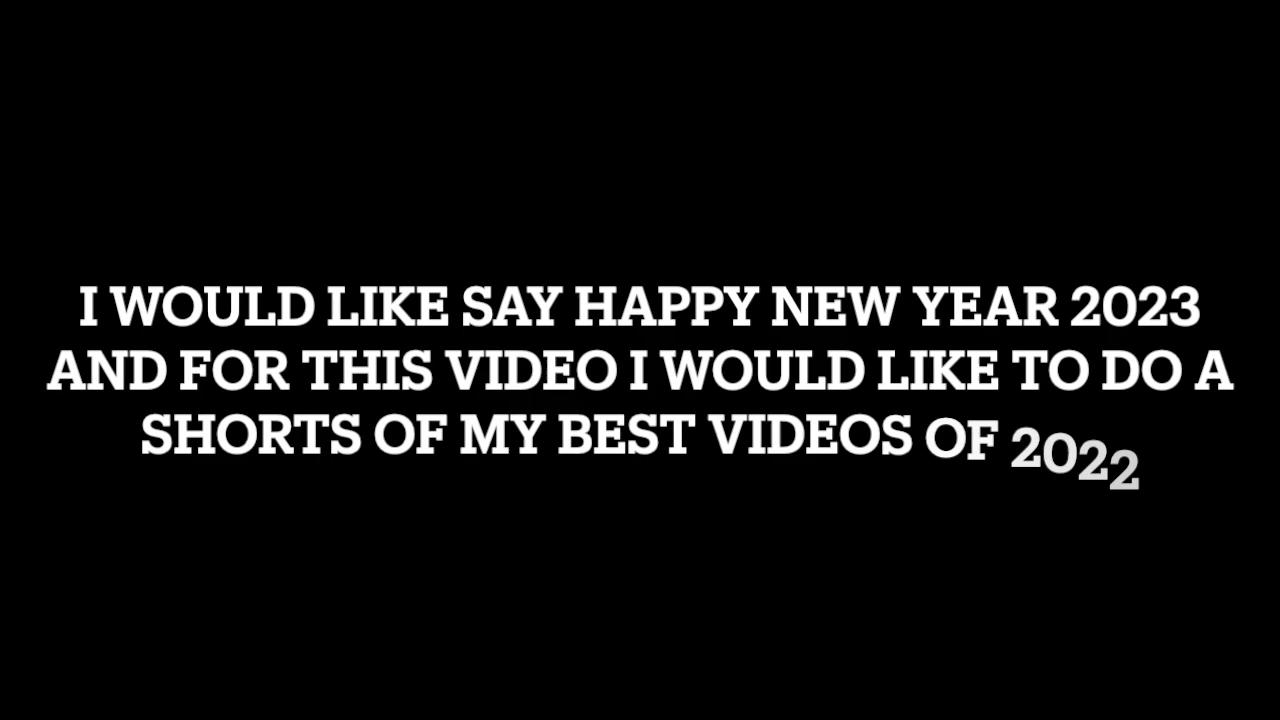 I WOULD LIKE SAY HAPPY NEW YEAR 2023
AND FOR THIS VIDEO I WOULD LIKE TO DO A
SHORTS OF MY BEST VIDEOS OF 2022